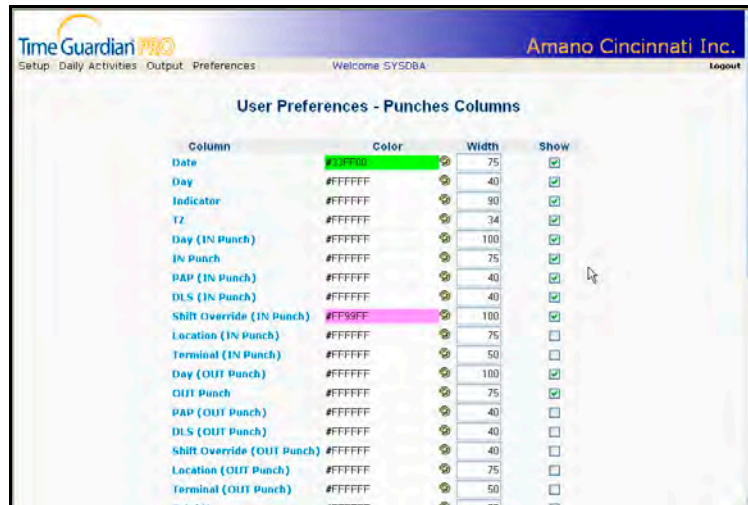 Time Guardian PRO
Amano Cincinnati Inc.
Setup Daily Activities Output Preferences Welcome SYSDBA Logout
User Preferences - Punches Columns
Column Color Width Show
Date #33FF00 75
Day #FFFFFF 40
Indicator #FFFFFF 90
TZ #FFFFFF 34
Day (IN Punch) #FFFFFF 100
IN Punch #FFFFFF 75
PAP (IN Punch) #FFFFFF 40
DLS (IN Punch) #FFFFFF 40
Shift Override (IN Punch) #FF99FF 100
Location (IN Punch) #FFFFFF 75
Terminal (IN Punch) #FFFFFF 50
Day (OUT Punch) #FFFFFF 100
OUT Punch #FFFFFF 75
PAP (OUT Punch) #FFFFFF 40
DLS (OUT Punch) #FFFFFF 40
Shift Override (OUT Punch) #FFFFFF 40
Location (OUT Punch) #FFFFFF 75
Terminal (OUT Punch) #FFFFFF 50